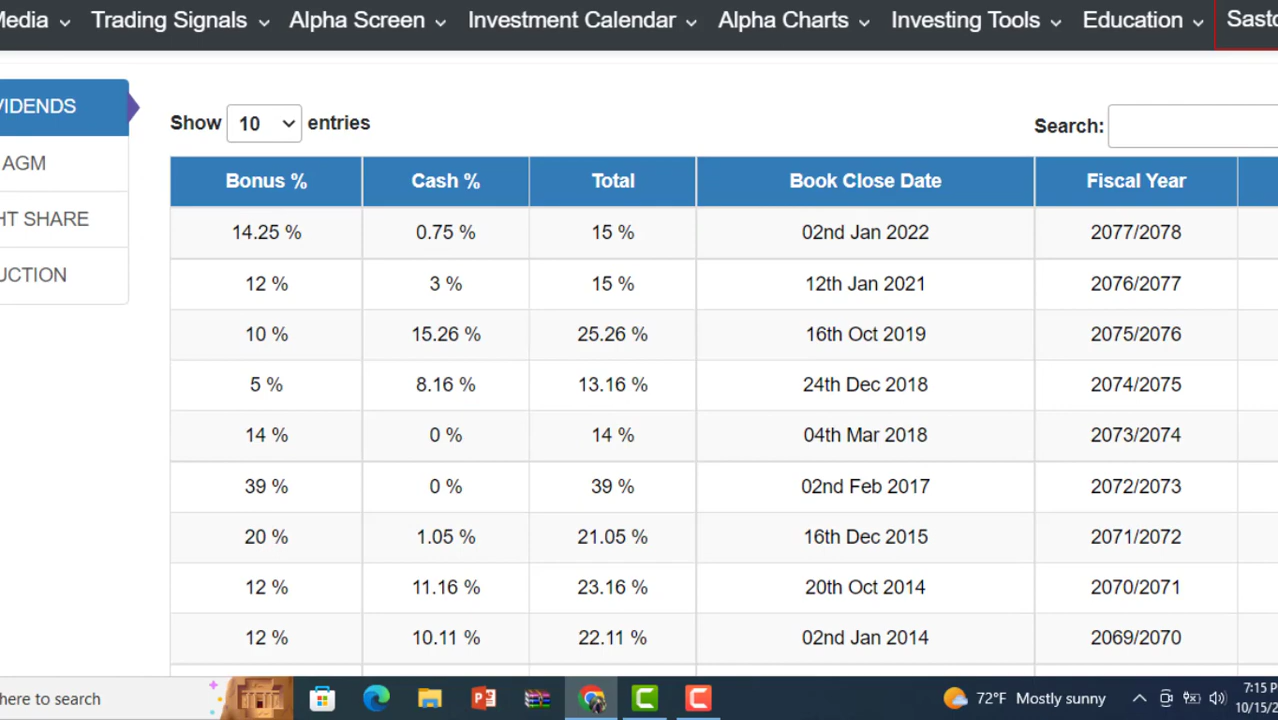 Media Trading Signals Alpha Screen Investment Calendar Alpha Charts Investing Tools Education Sasto
VIDENDS
AGM
HT SHARE
UCTION
Show 10 entries Search:
Bonus % Cash % Total Book Close Date Fiscal Year
14.25 % 0.75 % 15 % 02nd Jan 2022 2077/2078
12 % 3 % 15 % 12th Jan 2021 2076/2077
10 % 15.26 % 25.26 % 16th Oct 2019 2075/2076
5 % 8.16 % 13.16 % 24th Dec 2018 2074/2075
14 % 0 % 14 % 04th Mar 2018 2073/2074
39 % 0 % 39 % 02nd Feb 2017 2072/2073
20 % 1.05 % 21.05 % 16th Dec 2015 2071/2072
12 % 11.16 % 23.16 % 20th Oct 2014 2070/2071
12 % 10.11 % 22.11 % 02nd Jan 2014 2069/2070
here to search 72°F Mostly sunny 7:15 P
10/15/2